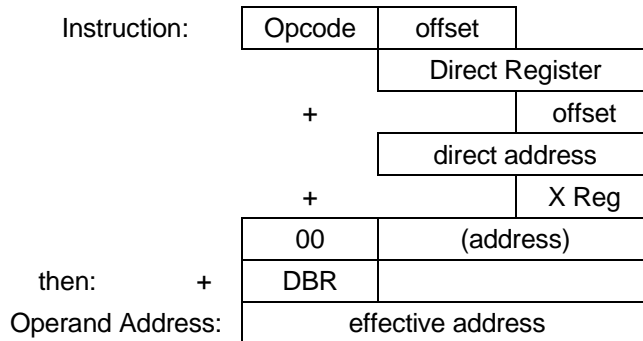 Instruction: Opcode offset
Direct Register
+ offset
direct address
+ X Reg
00 (address)
then: + DBR
Operand Address: effective address